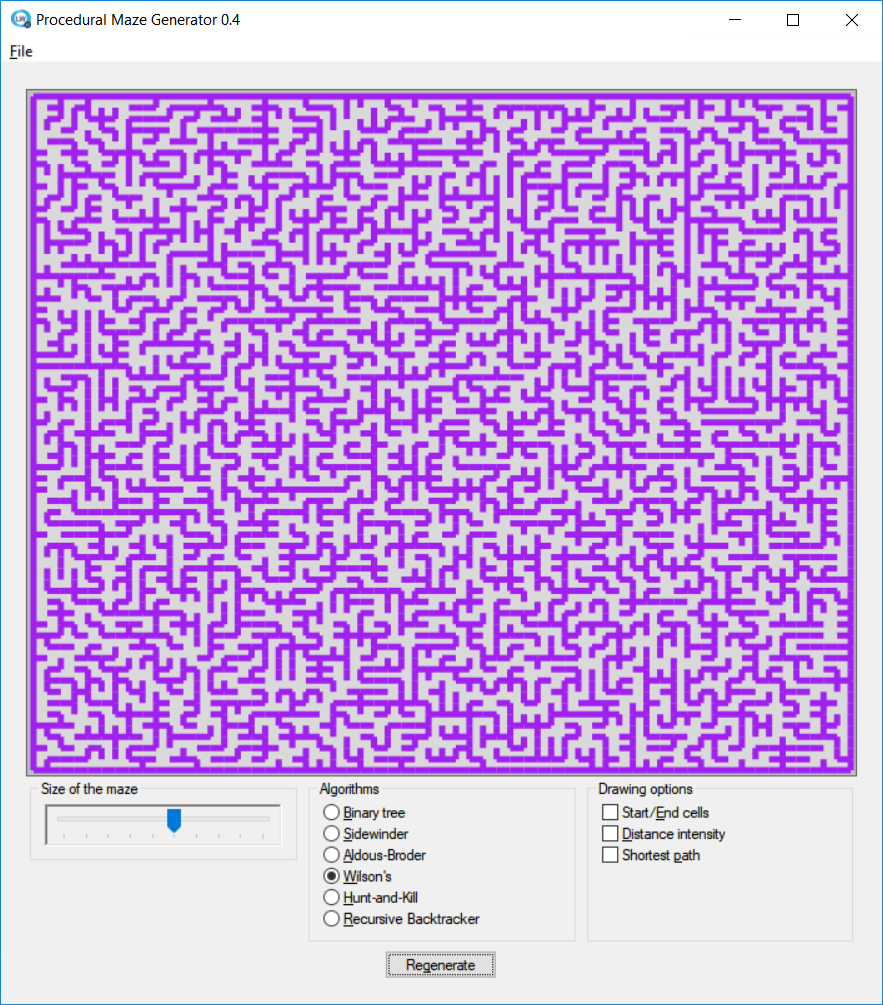 Procedural Maze Generator 0.4
File
Size of the maze
Algorithms
Binary tree
Sidewinder
Aldous-Broder
Wilson's
Hunt-and-Kill
Recursive Backtracker
Drawing options
Start/End cells
Distance intensity
Shortest path
Regenerate